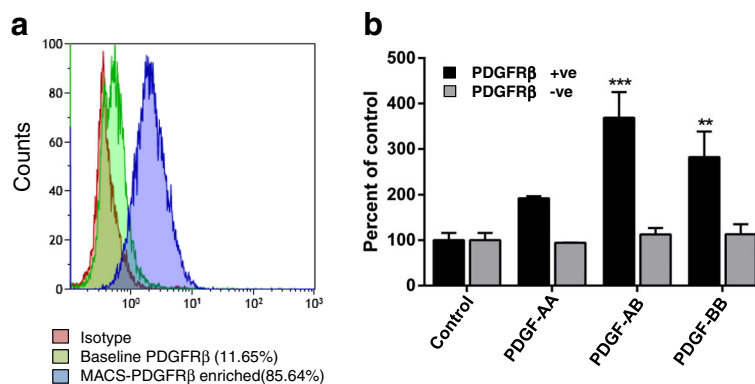 a
100
80
60
40
20
0
Counts
10⁰ 10¹ 10² 10³
Isotype
Baseline PDGFRβ (11.65%)
MACS-PDGFRβ enriched(85.64%)
b
500
400
300
200
100
0
Percent of control
PDGFRβ +ve
PDGFRβ -ve
***
**
Control
PDGF-AA
PDGF-AB
PDGF-BB